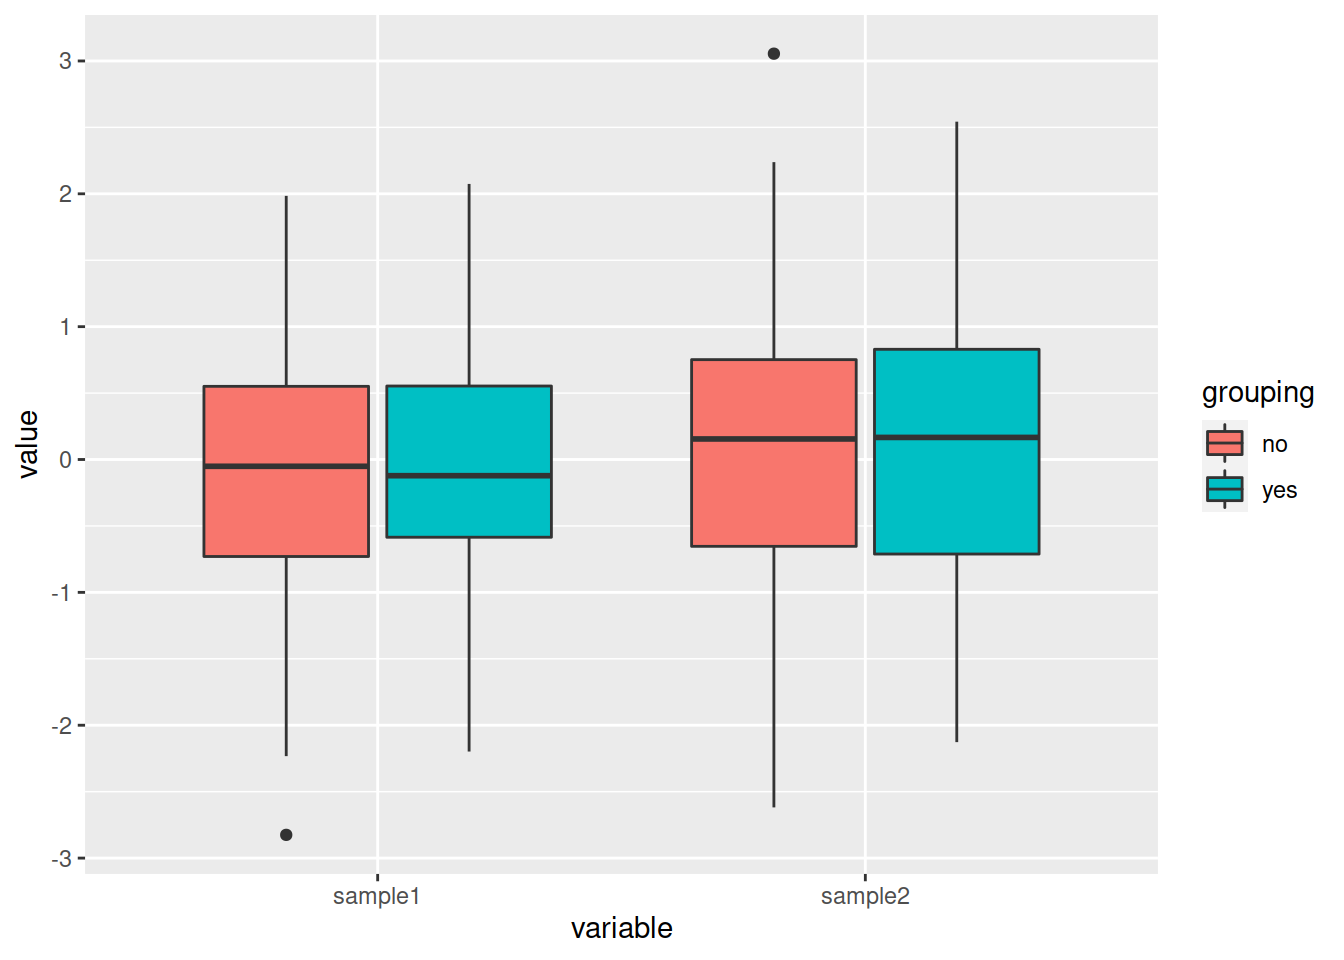 3
2
1
0
-1
-2
-3
value
sample1
sample2
variable
grouping
no
yes